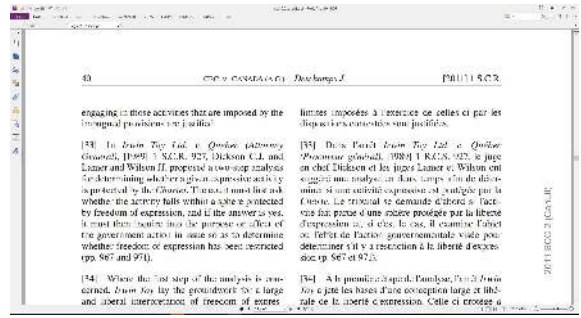 40
CBC v. CANADA (A.G.) Deschamps J.
[2011] 1 S.C.R.
engaging in those activities that are imposed by the
impugned provisions are justified.
[33] In Irwin Toy Ltd. v. Quebec (Attorney
General), [1989] 1 S.C.R. 927, Dickson C.J. and
Lamer and Wilson JJ. proposed a two-step analysis
for determining whether a given expressive activity
is protected by the Charter. The court must first ask
whether the activity falls within a sphere protected
by freedom of expression, and if the answer is yes,
it must then inquire into the purpose or effect of
the government action in issue so as to determine
whether freedom of expression has been restricted
(pp. 967 and 971).
[34] Where the first step of the analysis is con-
cerned, Irwin Toy lay the groundwork for a large
and liberal interpretation of freedom of expres-
limites imposées à l'exercice de celles-ci par les
dispositions contestées sont justifiées.
[33] Dans l'arrêt Irwin Toy Ltd. c. Québec
(Procureur général), [1989] 1 R.C.S. 927, le juge
en chef Dickson et les juges Lamer et Wilson ont
suggéré une analyse en deux temps afin de déter-
miner si une activité expressive est protégée par la
Charte. Le tribunal se demande d'abord si l'acti-
vité fait partie d'une sphère protégée par la liberté
d'expression et, si c'est le cas, il examine l'objet
ou l'effet de l'action gouvernementale visée pour
déterminer s'il y a restriction à la liberté d'expres-
sion (pp. 967 et 971).
[34] À la première étape de l'analyse, l'arrêt Irwin
Toy a jeté les bases d'une conception large et libé-
rale de la liberté d'expression. Celle-ci protège
2011 SCC 2 (CanLII)